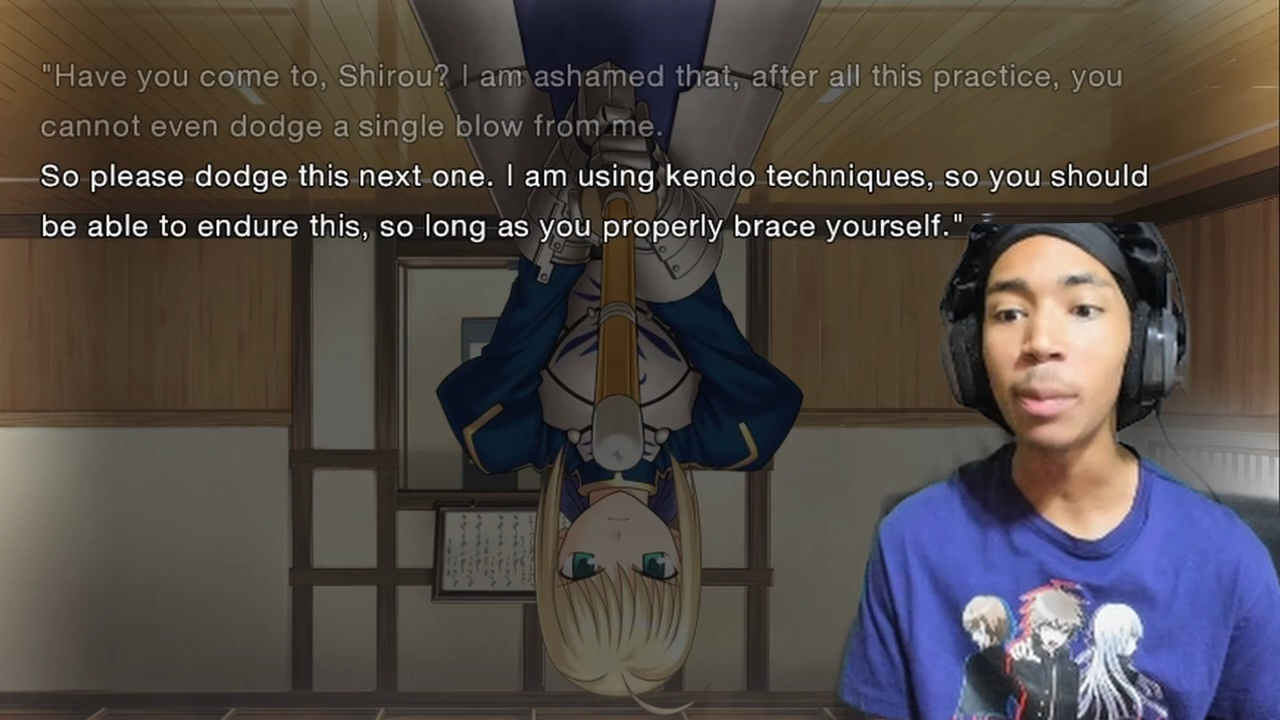 "Have you come to, Shirou? I am ashamed that, after all this practice, you
cannot even dodge a single blow from me.
So please dodge this next one. I am using kendo techniques, so you should
be able to endure this, so long as you properly brace yourself."